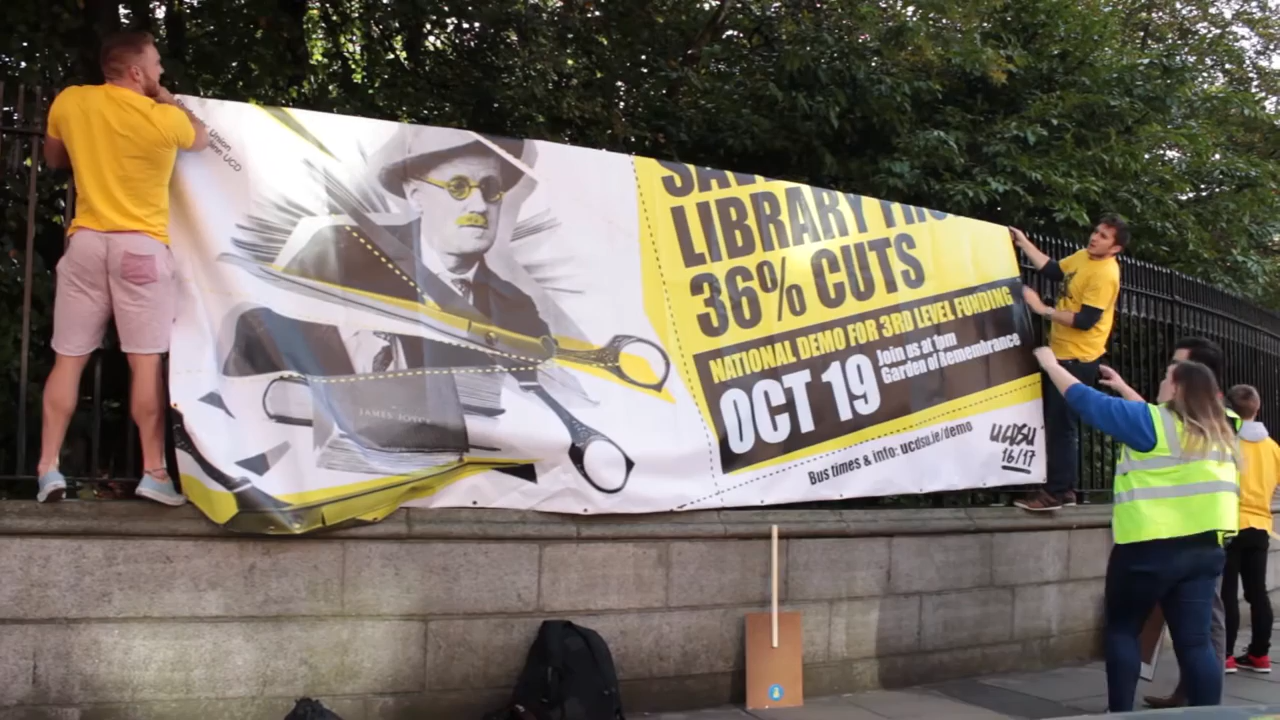 Union
UCD
JAMES JOYCE
LIBRARY
36% CUTS
NATIONAL DEMO FOR 3RD LEVEL FUNDING
OCT 19
Join us at 1pm
Garden of Remembrance
Bus times & info: ucdsu.ie/demo
UCDSU
16/17